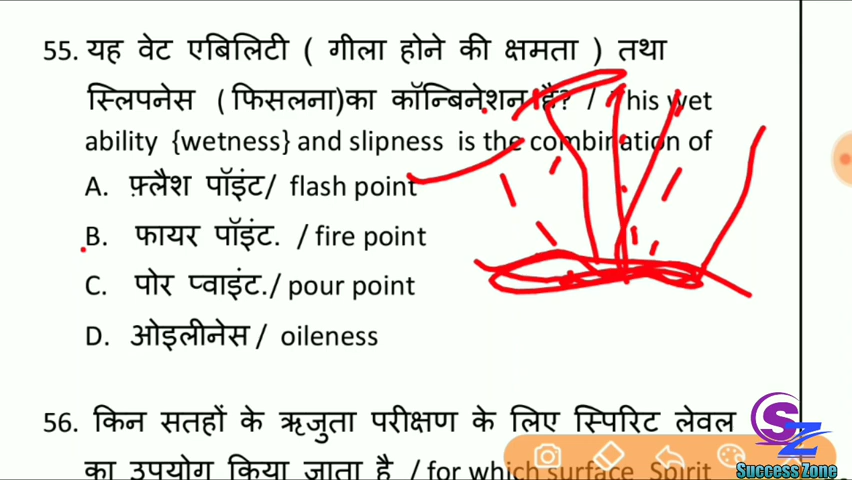 55. यह वेट एबिलिटी ( गीला होने की क्षमता ) तथा
स्लिपनेस ( फिसलना)का कॉन्बिनेशन है? / This wet
ability {wetness} and slipness is the combination of
A. फ़्लैश पॉइंट/ flash point
B. फायर पॉइंट. / fire point
C. पोर प्वाइंट./ pour point
D. ओइलीनेस/ oileness
56. किन सतहों के ऋजुता परीक्षण के लिए स्पिरिट लेवल
का उपयोग किया जाता है / for which surface Spirit
SZ
Success Zone